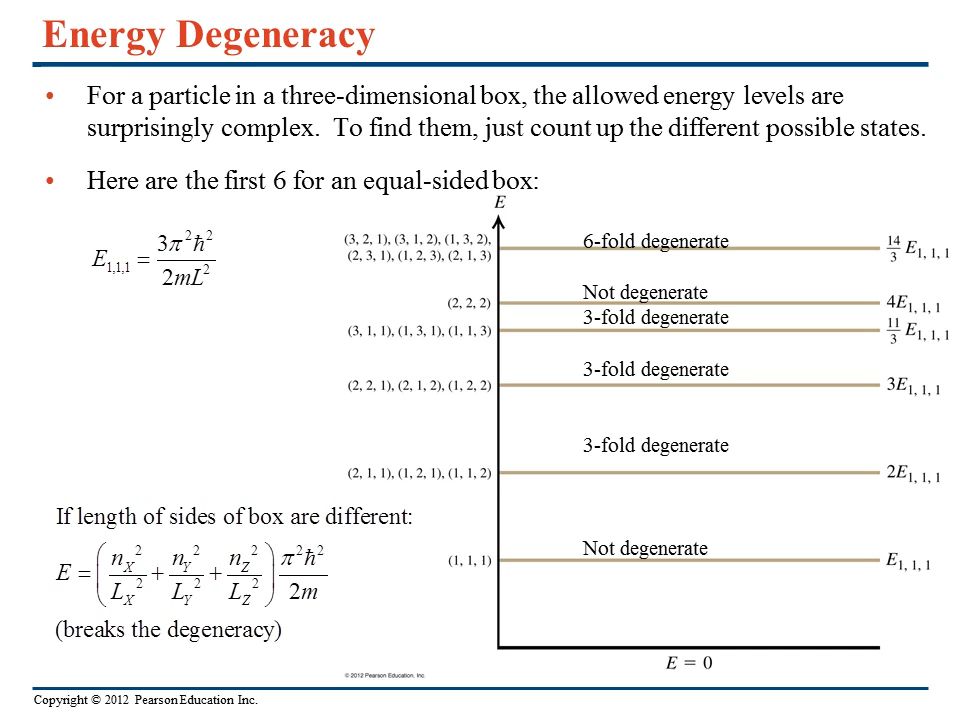 Energy Degeneracy
• For a particle in a three-dimensional box, the allowed energy levels are
surprisingly complex.  To find them, just count up the different possible states.
• Here are the first 6 for an equal-sided box:
E₁,₁,₁ = 3π²ħ² / 2mL²
E
(3, 2, 1), (3, 1, 2), (1, 3, 2),
(2, 3, 1), (1, 2, 3), (2, 1, 3)
6-fold degenerate
14/3 E₁, ₁, ₁
(2, 2, 2)
Not degenerate
4E₁, ₁, ₁
(3, 1, 1), (1, 3, 1), (1, 1, 3)
3-fold degenerate
11/3 E₁, ₁, ₁
(2, 2, 1), (2, 1, 2), (1, 2, 2)
3-fold degenerate
3E₁, ₁, ₁
(2, 1, 1), (1, 2, 1), (1, 1, 2)
3-fold degenerate
2E₁, ₁, ₁
(1, 1, 1)
Not degenerate
E₁, ₁, ₁
E = 0
If length of sides of box are different:
E = (n_X²/L_X² + n_Y²/L_Y² + n_Z²/L_Z²) π²ħ²/2m
(breaks the degeneracy)
© 2012 Pearson Education, Inc.
Copyright © 2012 Pearson Education Inc.